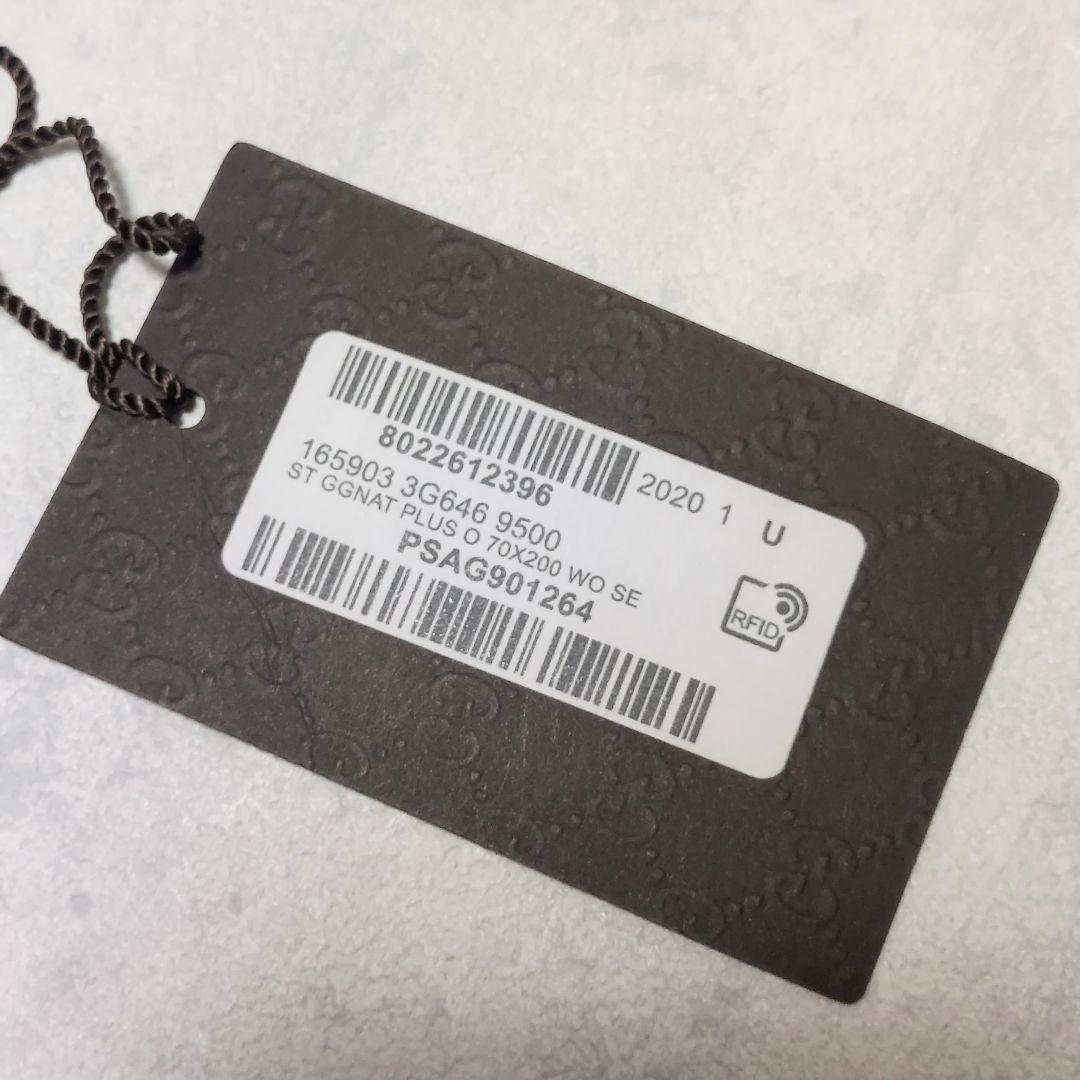 8022612396
2020 1 U
165903 3G646 9500
ST GGNAT PLUS O 70X200 WO SE
PSAG901264
RFID